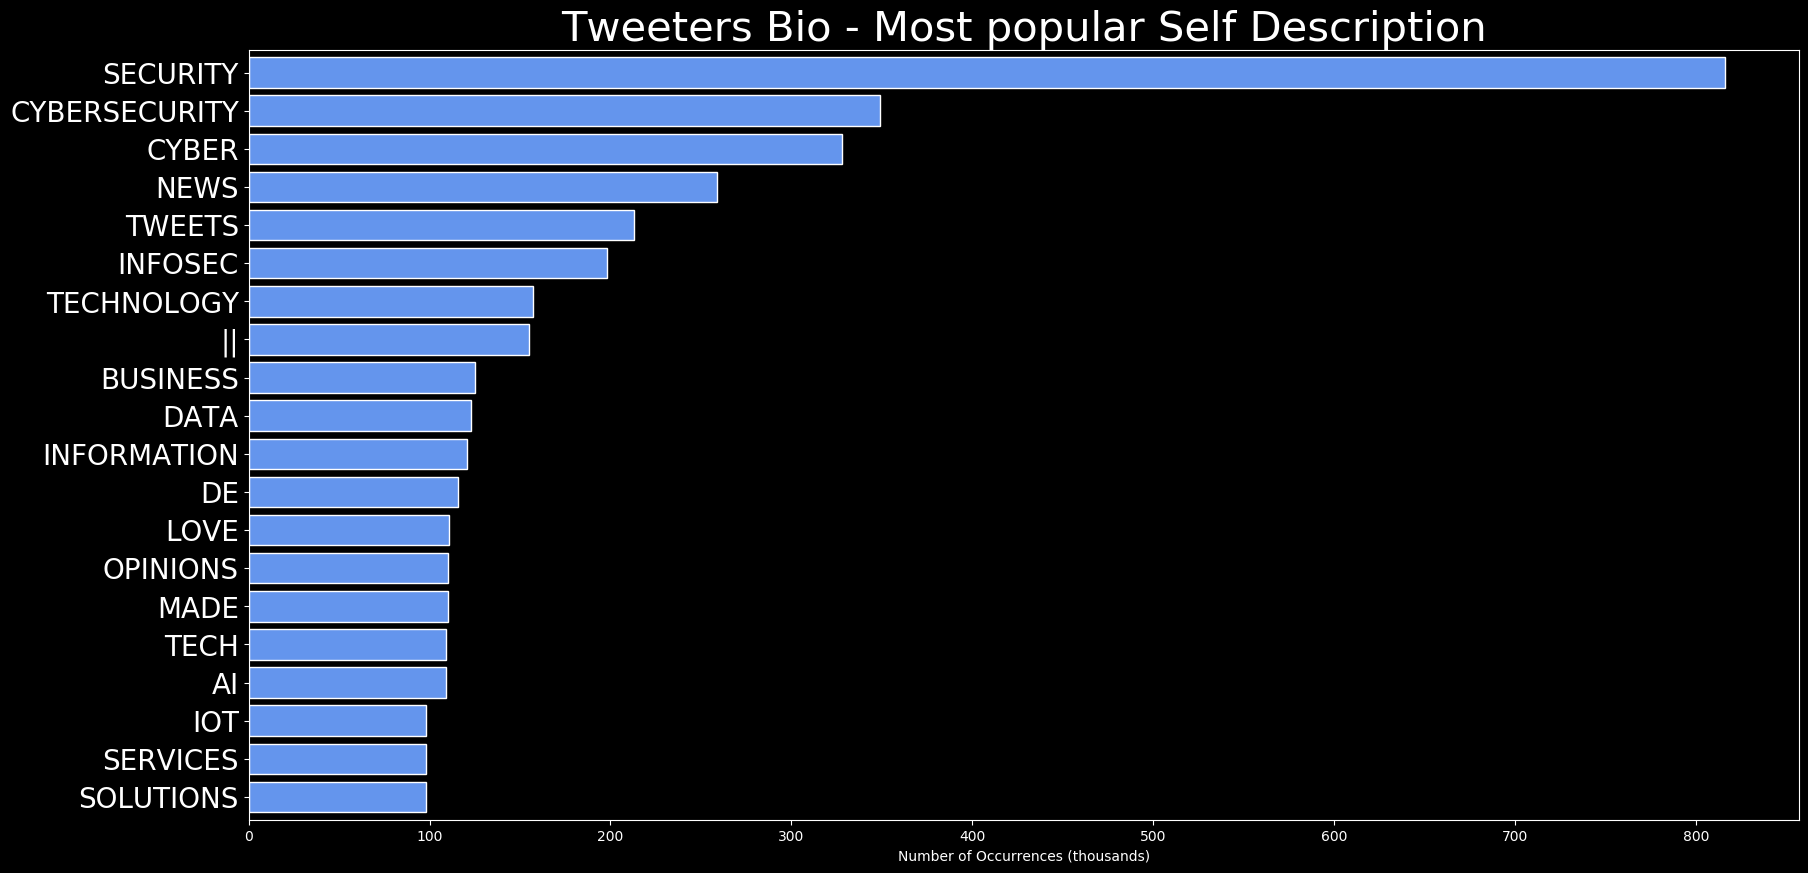 Tweeters Bio - Most popular Self Description
SECURITY
CYBERSECURITY
CYBER
NEWS
TWEETS
INFOSEC
TECHNOLOGY
||
BUSINESS
DATA
INFORMATION
DE
LOVE
OPINIONS
MADE
TECH
AI
IOT
SERVICES
SOLUTIONS
0 100 200 300 400 500 600 700 800
Number of Occurrences (thousands)